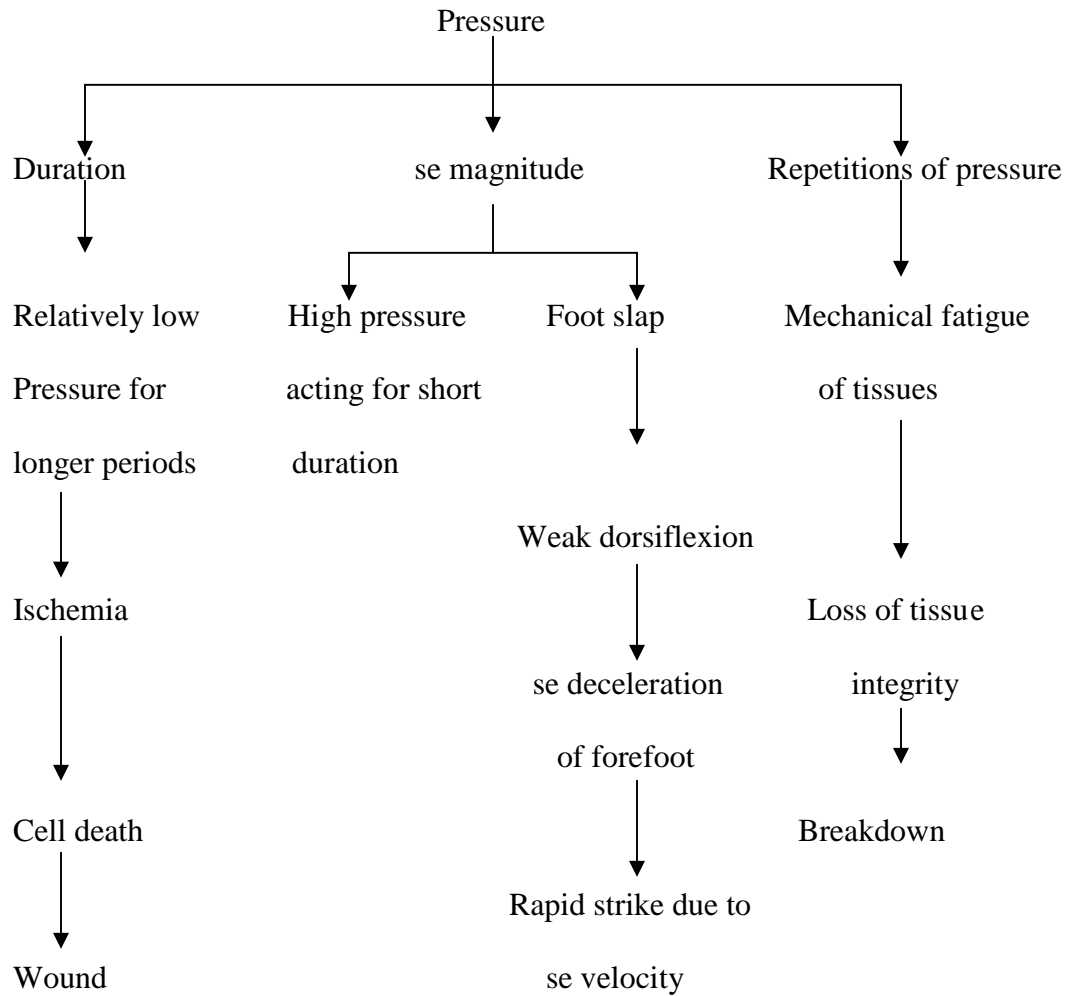 Pressure
Duration
se magnitude
Repetitions of pressure
Relatively low
Pressure for
longer periods
Ischemia
Cell death
Wound
High pressure
acting for short
duration
Foot slap
Weak dorsiflexion
se deceleration
of forefoot
Rapid strike due to
se velocity
Mechanical fatigue
of tissues
Loss of tissue
integrity
Breakdown